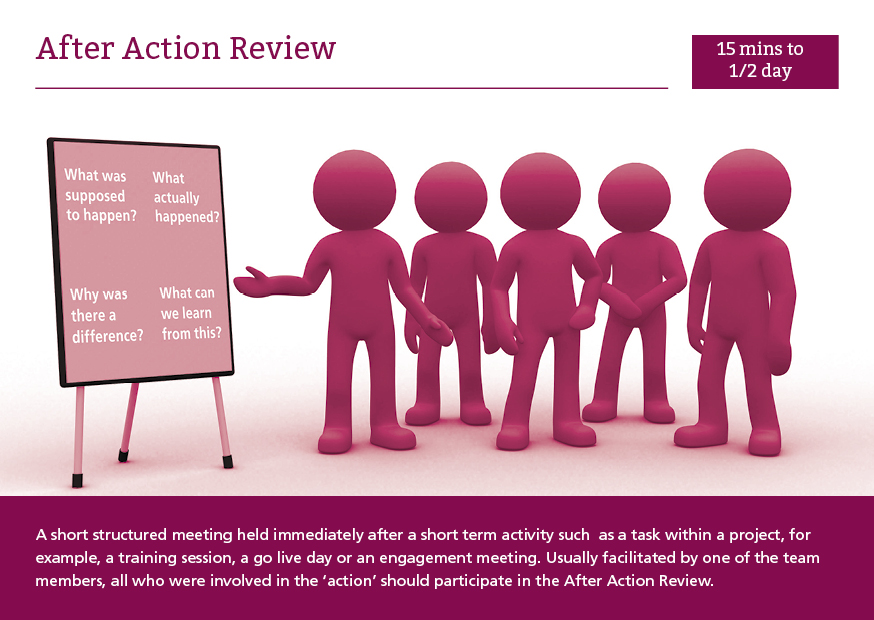 After Action Review
15 mins to
1/2 day
What was
supposed
to happen?
What
actually
happened?
Why was
there a
difference?
What can
we learn
from this?
A short structured meeting held immediately after a short term activity such as a task within a project, for
example, a training session, a go live day or an engagement meeting. Usually facilitated by one of the team
members, all who were involved in the ‘action’ should participate in the After Action Review.